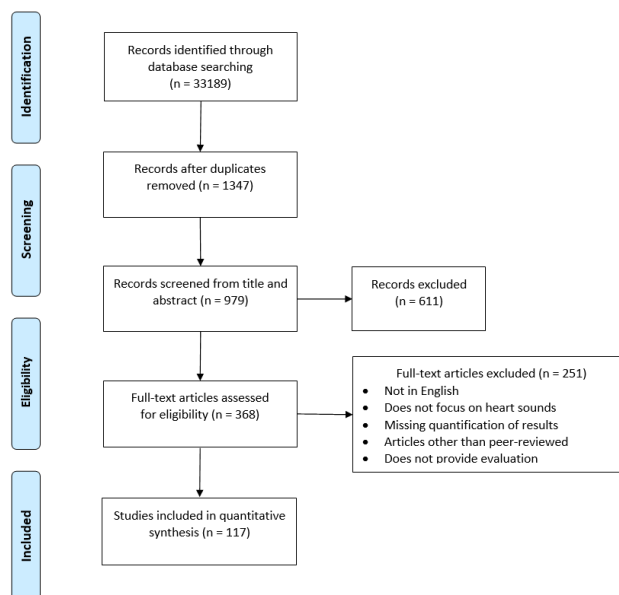 Identification
Records identified through
database searching
(n = 33189)
Records after duplicates
removed (n = 1347)
Screening
Records screened from title and
abstract (n = 979)
Records excluded
(n = 611)
Eligibility
Full-text articles assessed
for eligibility (n = 368)
Full-text articles excluded (n = 251)
• Not in English
• Does not focus on heart sounds
• Missing quantification of results
• Articles other than peer-reviewed
• Does not provide evaluation
Included
Studies included in quantitative
synthesis (n = 117)